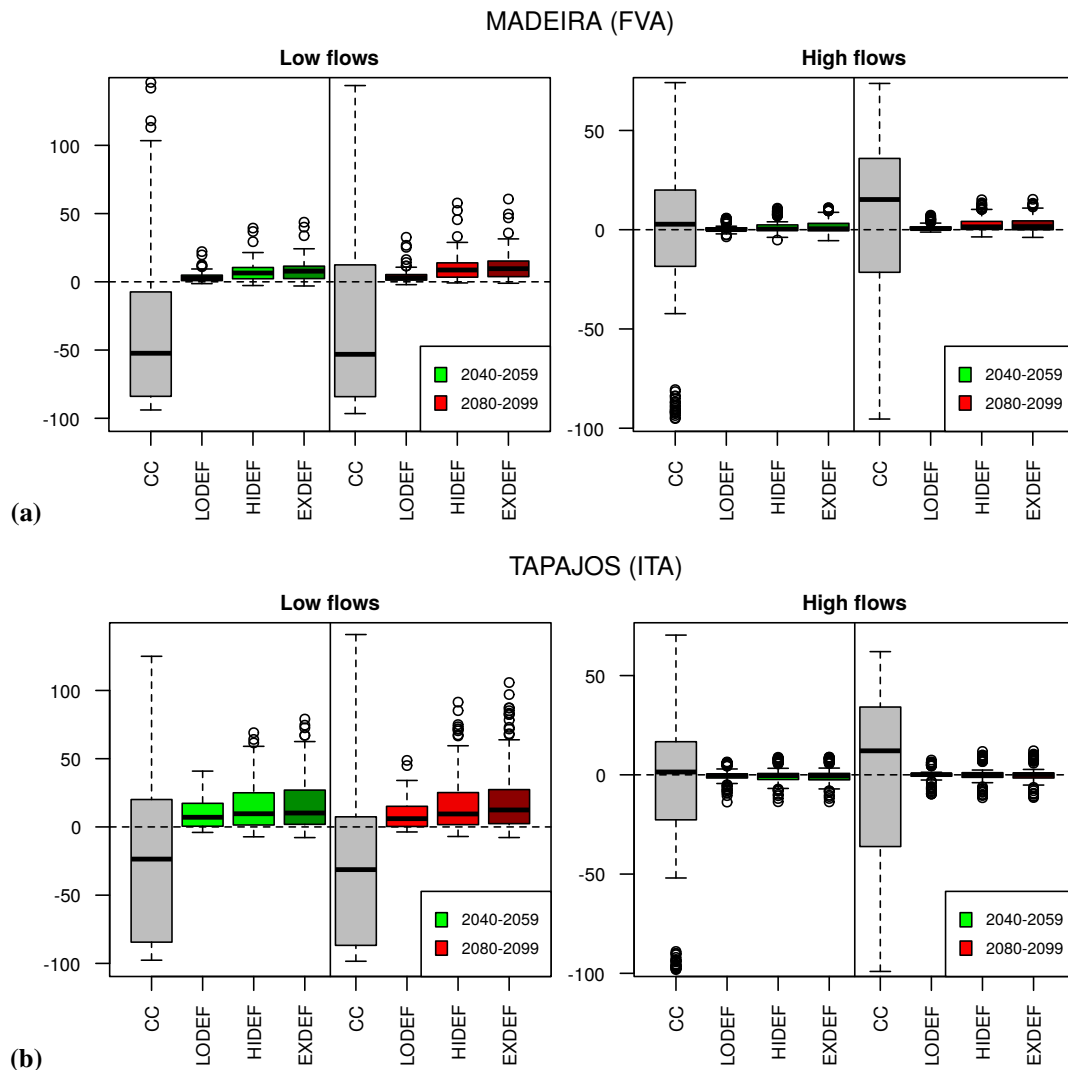 MADEIRA (FVA)
Low flows
High flows
100
50
0
-50
-100
50
0
-50
-100
2040-2059
2080-2099
2040-2059
2080-2099
CC
LODEF
HIDEF
EXDEF
CC
LODEF
HIDEF
EXDEF
CC
LODEF
HIDEF
EXDEF
CC
LODEF
HIDEF
EXDEF
(a)
TAPAJOS (ITA)
Low flows
High flows
100
50
0
-50
-100
50
0
-50
-100
2040-2059
2080-2099
2040-2059
2080-2099
CC
LODEF
HIDEF
EXDEF
CC
LODEF
HIDEF
EXDEF
CC
LODEF
HIDEF
EXDEF
CC
LODEF
HIDEF
EXDEF
(b)